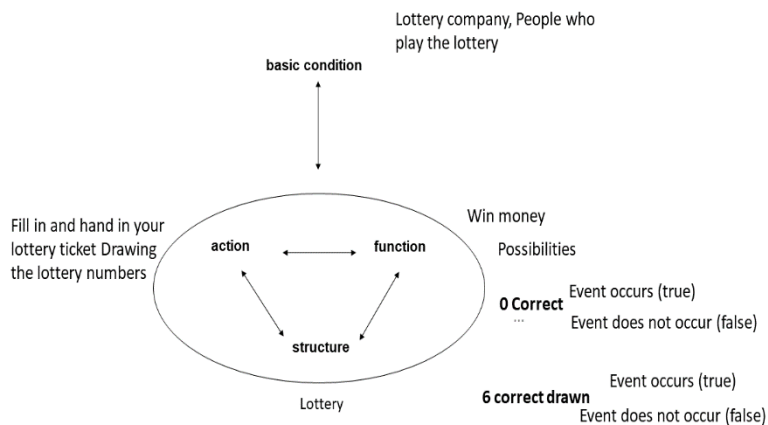 Lottery company, People who
play the lottery
basic condition
Fill in and hand in your
lottery ticket Drawing
the lottery numbers
action
function
structure
Lottery
Win money
Possibilities
0 Correct
...
Event occurs (true)
Event does not occur (false)
6 correct drawn
Event occurs (true)
Event does not occur (false)